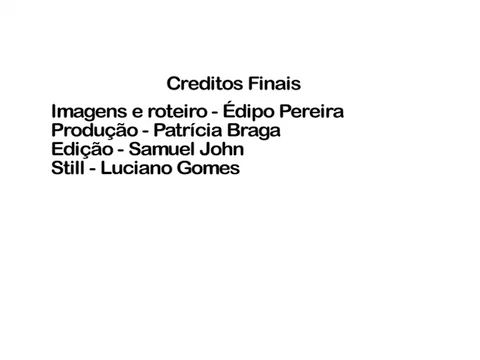 Creditos Finais
Imagens e roteiro - Édipo Pereira
Produção - Patrícia Braga
Edição - Samuel John
Still - Luciano Gomes